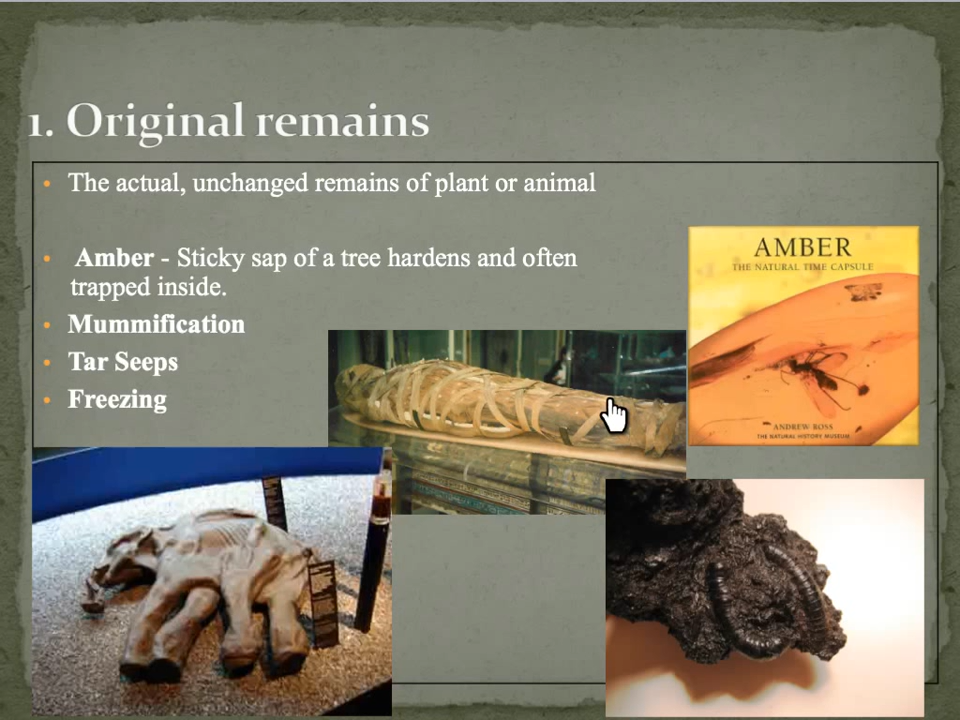 1. Original remains
• The actual, unchanged remains of plant or animal
• Amber - Sticky sap of a tree hardens and often
trapped inside.
• Mummification
• Tar Seeps
• Freezing
AMBER
THE NATURAL TIME CAPSULE
ANDREW ROSS
THE NATURAL HISTORY MUSEUM